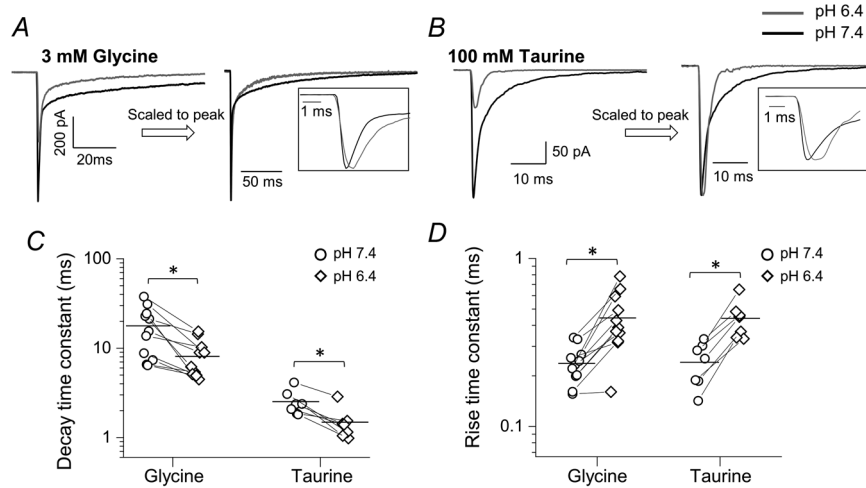 pH 6.4
pH 7.4
A
3 mM Glycine
200 pA
20ms
Scaled to peak
50 ms
1 ms
B
100 mM Taurine
50 pA
10 ms
Scaled to peak
10 ms
1 ms
C
Decay time constant (ms)
100
10
1
*
*
pH 7.4
pH 6.4
Glycine
Taurine
D
Rise time constant (ms)
1
0.1
*
*
pH 7.4
pH 6.4
Glycine
Taurine